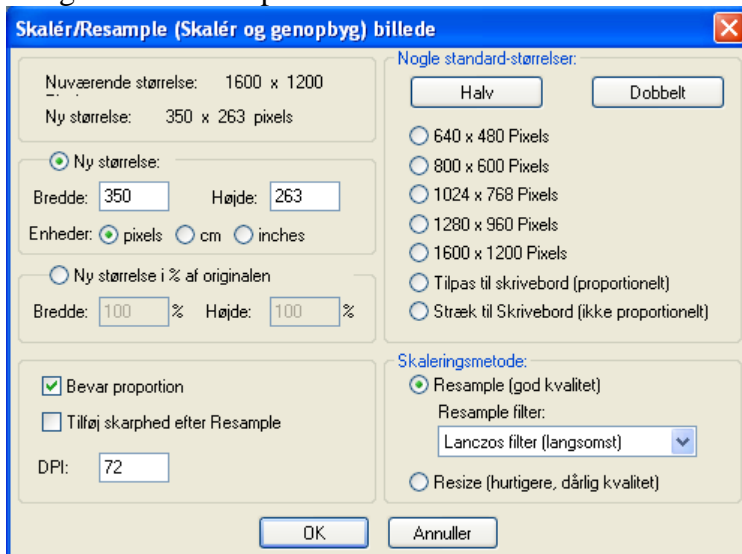 Skalér/Resample (Skalér og genopbyg) billede
Nuværende størrelse: 1600 x 1200
Ny størrelse: 350 x 263 pixels
Ny størrelse:
Bredde: 350 Højde: 263
Enheder: pixels cm inches
Ny størrelse i % af originalen
Bredde: 100 % Højde: 100 %
Bevar proportion
Tilføj skarphed efter Resample
DPI: 72
Nogle standard-størrelser:
Halv Dobbelt
640 x 480 Pixels
800 x 600 Pixels
1024 x 768 Pixels
1280 x 960 Pixels
1600 x 1200 Pixels
Tilpas til skrivebord (proportionelt)
Stræk til Skrivebord (ikke proportionelt)
Skaleringsmetode:
Resample (god kvalitet)
Resample filter:
Lanczos filter (langsomst)
Resize (hurtigere, dårlig kvalitet)
OK Annuller